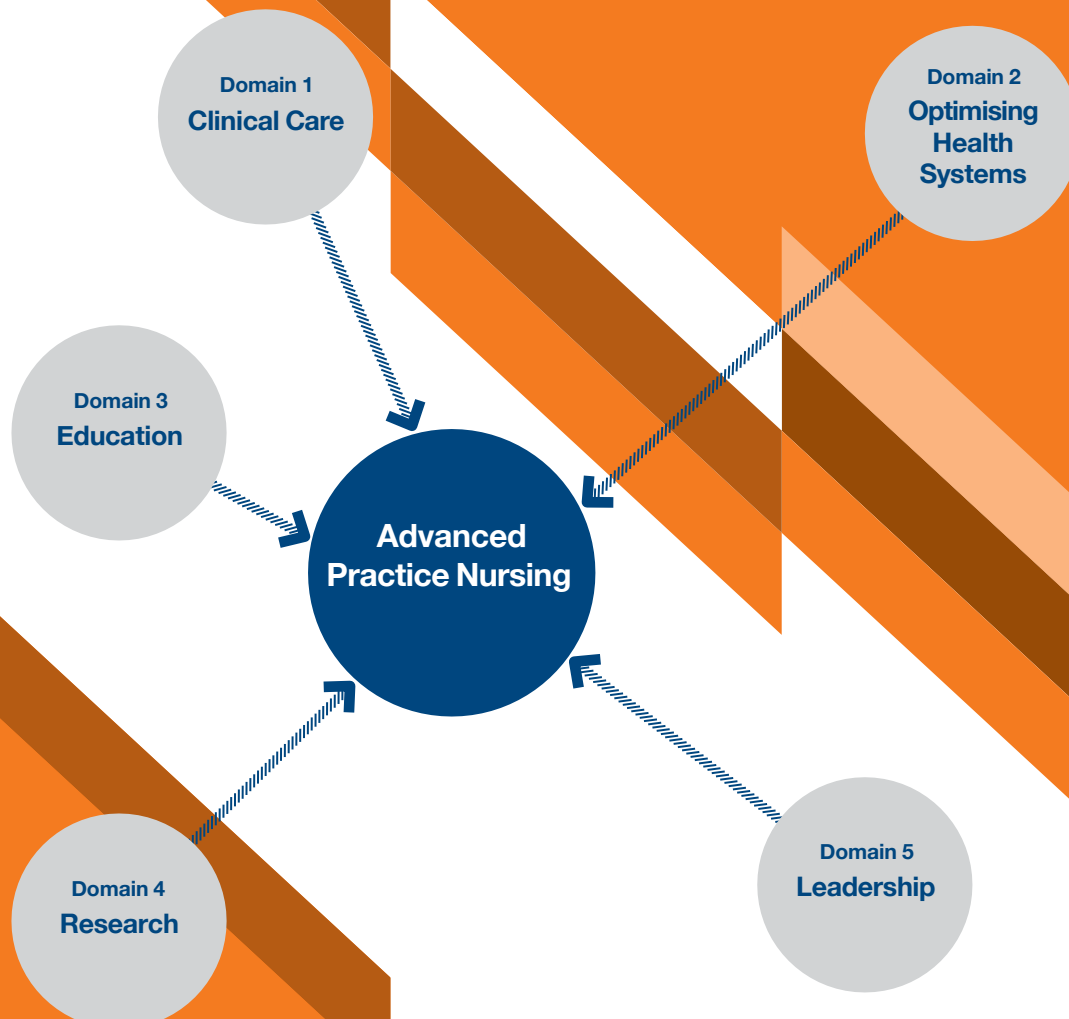 Domain 1
Clinical Care
Domain 2
Optimising
Health
Systems
Domain 3
Education
Advanced
Practice Nursing
Domain 4
Research
Domain 5
Leadership